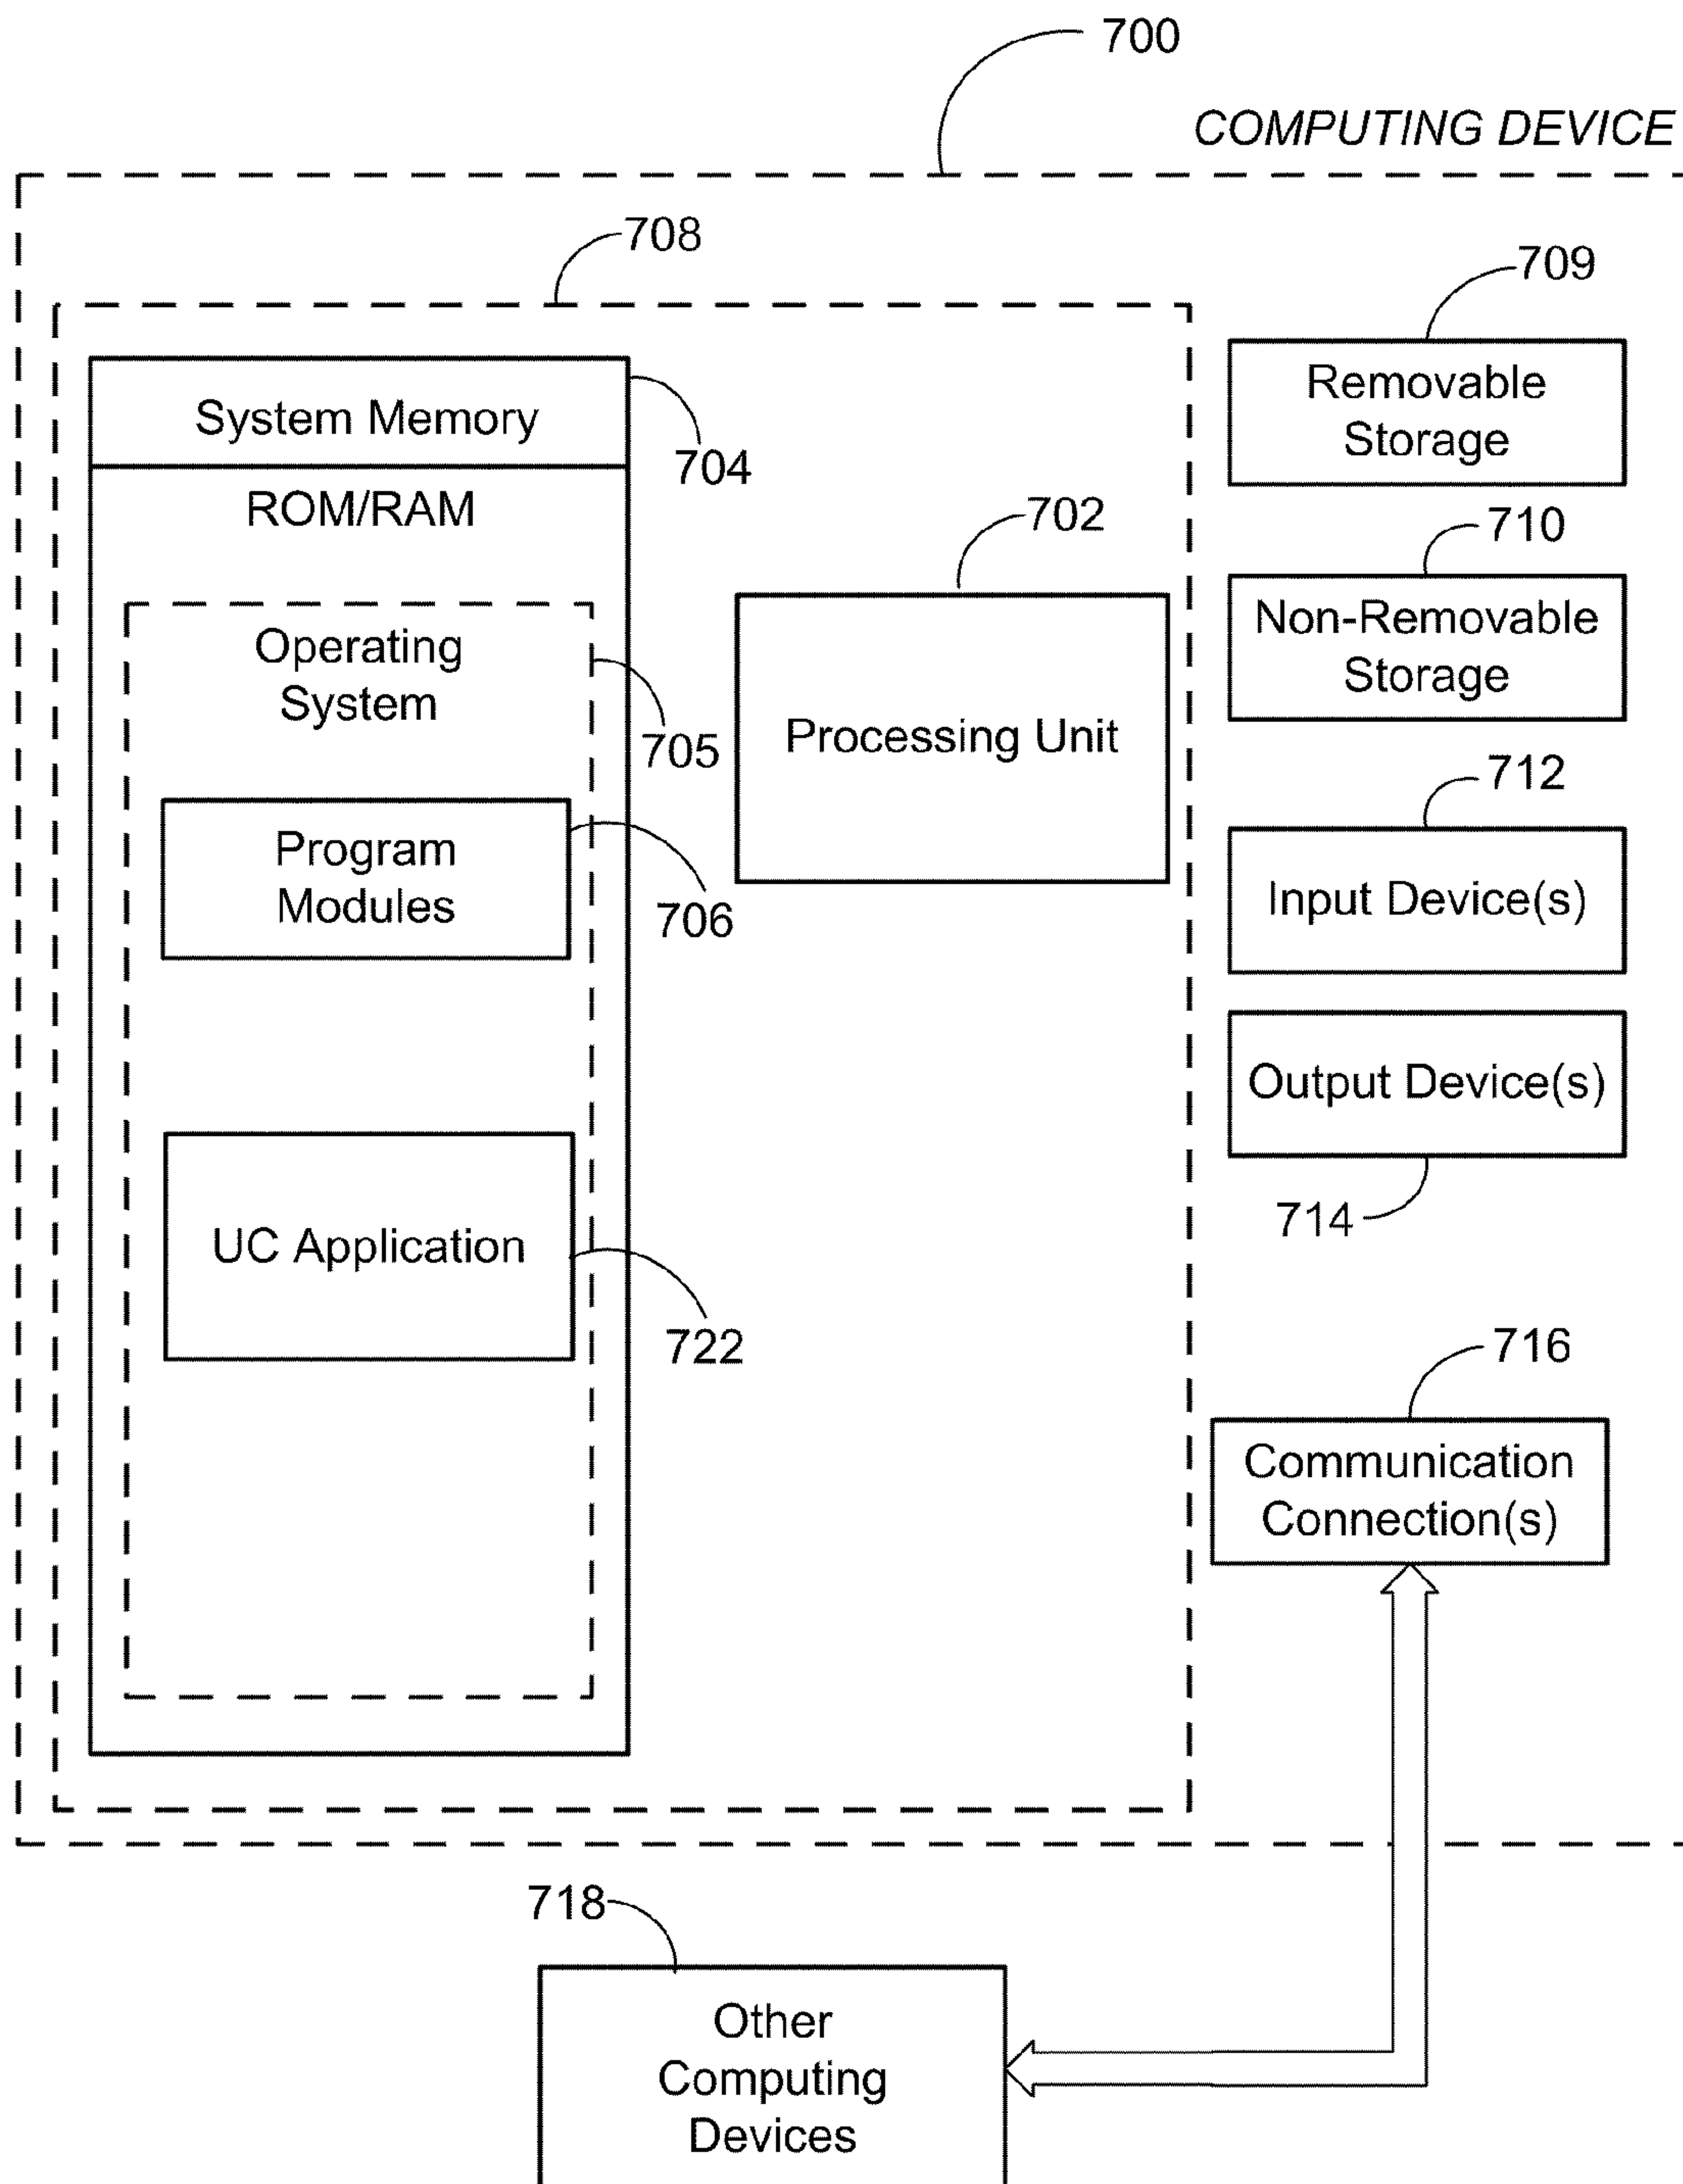 700
COMPUTING DEVICE
708
709
Removable
Storage
System Memory
704
ROM/RAM
702
710
Non-Removable
Storage
Operating
System
705
Processing Unit
712
Input Device(s)
Program
Modules
706
Output Device(s)
714
UC Application
722
716
Communication
Connection(s)
718
Other
Computing
Devices